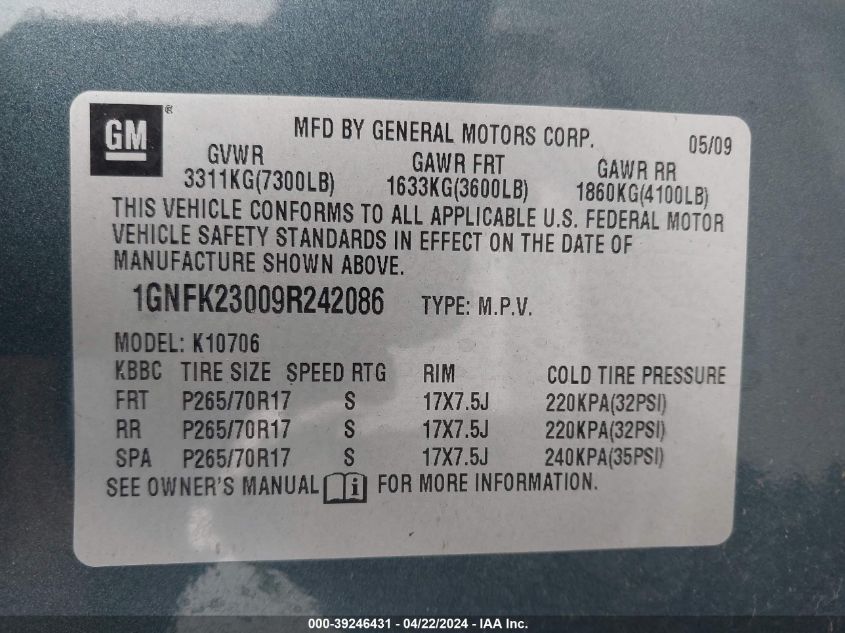 GM®
MFD BY GENERAL MOTORS CORP. 05/09
GVWR GAWR FRT GAWR RR
3311KG(7300LB) 1633KG(3600LB) 1860KG(4100LB)
THIS VEHICLE CONFORMS TO ALL APPLICABLE U.S. FEDERAL MOTOR
VEHICLE SAFETY STANDARDS IN EFFECT ON THE DATE OF
MANUFACTURE SHOWN ABOVE.
1GNFK23009R242086 TYPE: M.P.V.
MODEL: K10706
KBBC TIRE SIZE SPEED RTG RIM COLD TIRE PRESSURE
FRT P265/70R17 S 17X7.5J 220KPA(32PSI)
RR P265/70R17 S 17X7.5J 220KPA(32PSI)
SPA P265/70R17 S 17X7.5J 240KPA(35PSI)
SEE OWNER'S MANUAL i FOR MORE INFORMATION.
000-39246431 - 04/22/2024 - IAA Inc.